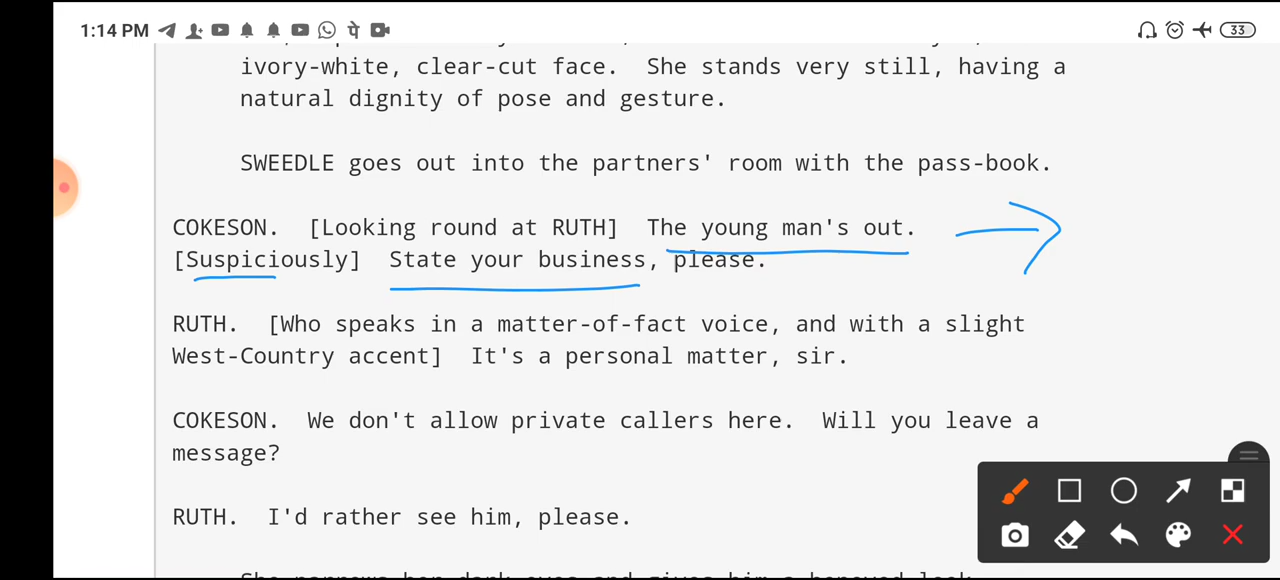 1:14 PM
33
ivory-white, clear-cut face. She stands very still, having a
natural dignity of pose and gesture.
SWEEDLE goes out into the partners' room with the pass-book.
COKESON. [Looking round at RUTH] The young man's out.
[Suspiciously] State your business, please.
RUTH. [Who speaks in a matter-of-fact voice, and with a slight
West-Country accent] It's a personal matter, sir.
COKESON. We don't allow private callers here. Will you leave a
message?
RUTH. I'd rather see him, please.